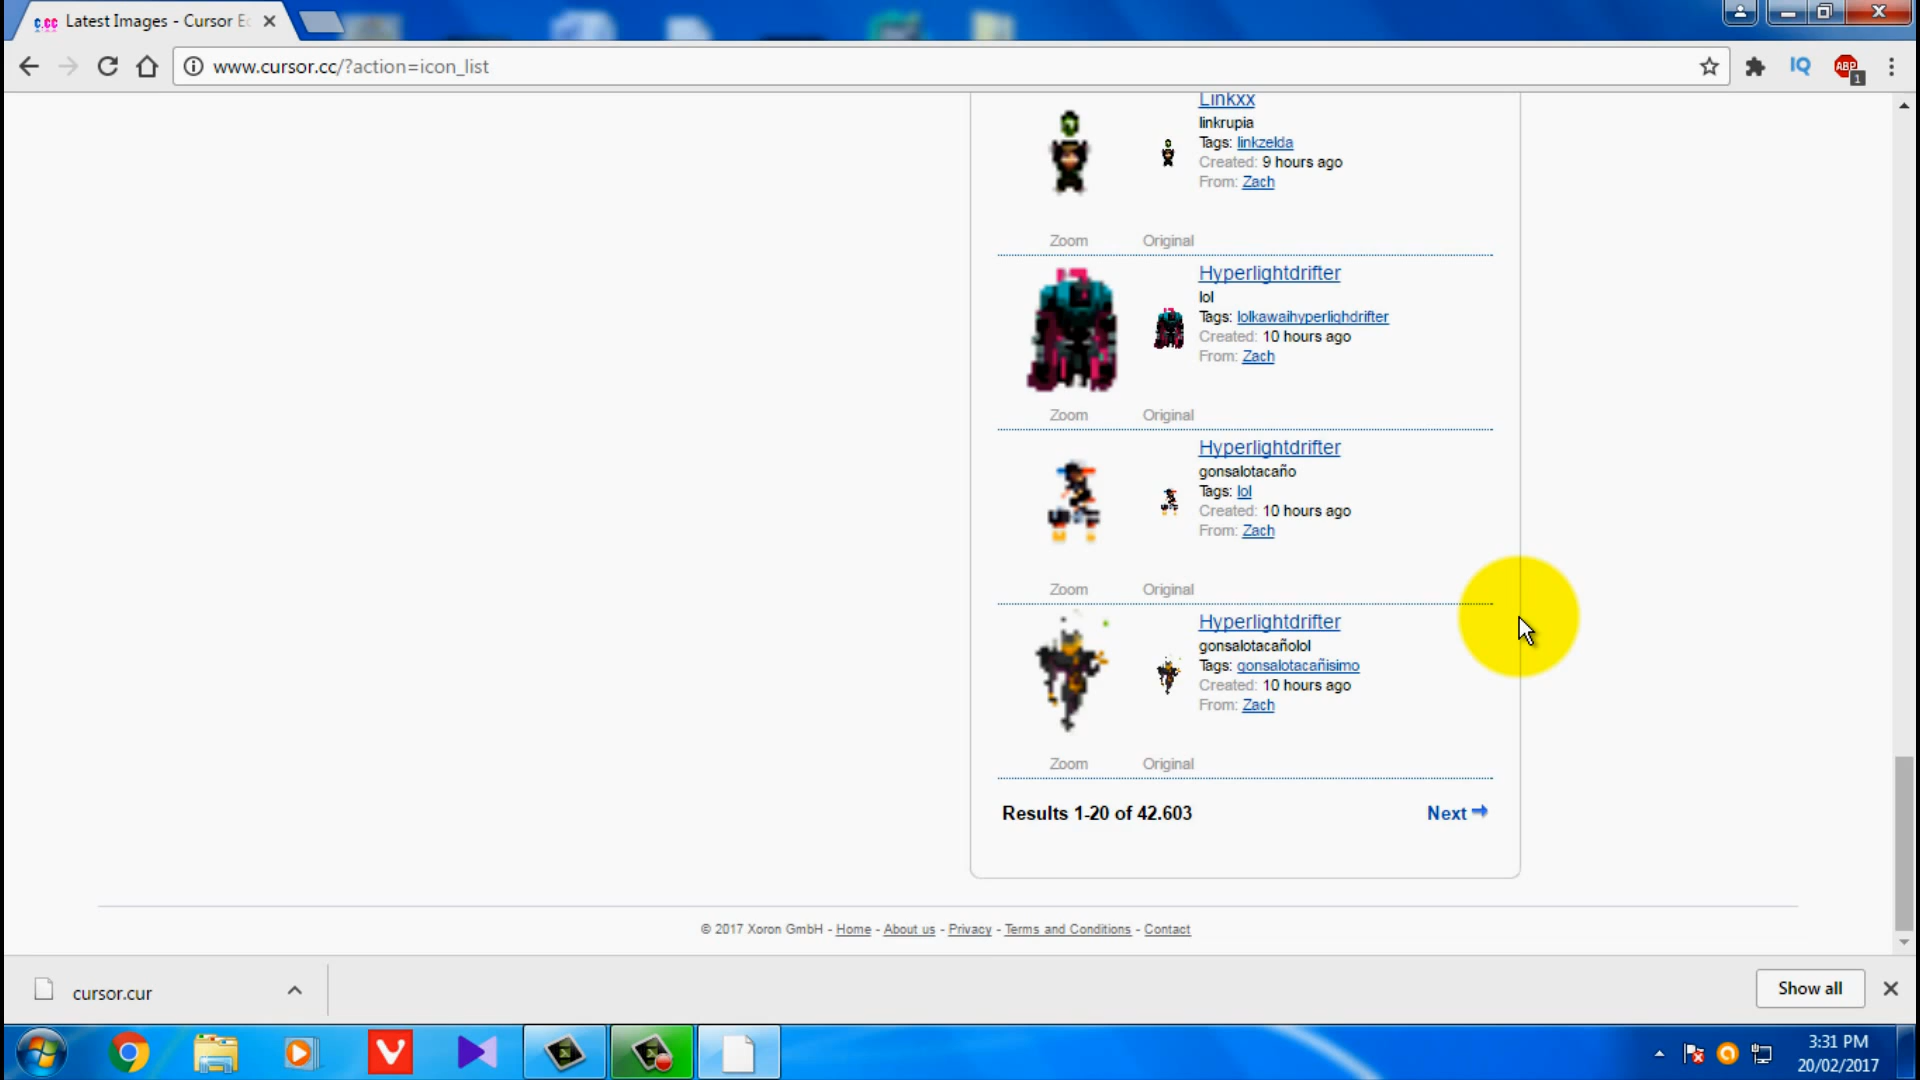 Latest Images - Cursor E
www.cursor.cc/?action=icon_list
IQ
ABP
1
Linkxx
linkrupia
Tags: linkzelda
Created: 9 hours ago
From: Zach
Zoom Original
Hyperlightdrifter
lol
Tags: lolkawaihyperlighdrifter
Created: 10 hours ago
From: Zach
Zoom Original
Hyperlightdrifter
gonsalotacaño
Tags: lol
Created: 10 hours ago
From: Zach
Zoom Original
Hyperlightdrifter
gonsalotacañolol
Tags: gonsalotacañisimo
Created: 10 hours ago
From: Zach
Zoom Original
Results 1-20 of 42.603 Next
© 2017 Xoron GmbH - Home - About us - Privacy - Terms and Conditions - Contact
cursor.cur
Show all
3:31 PM
20/02/2017